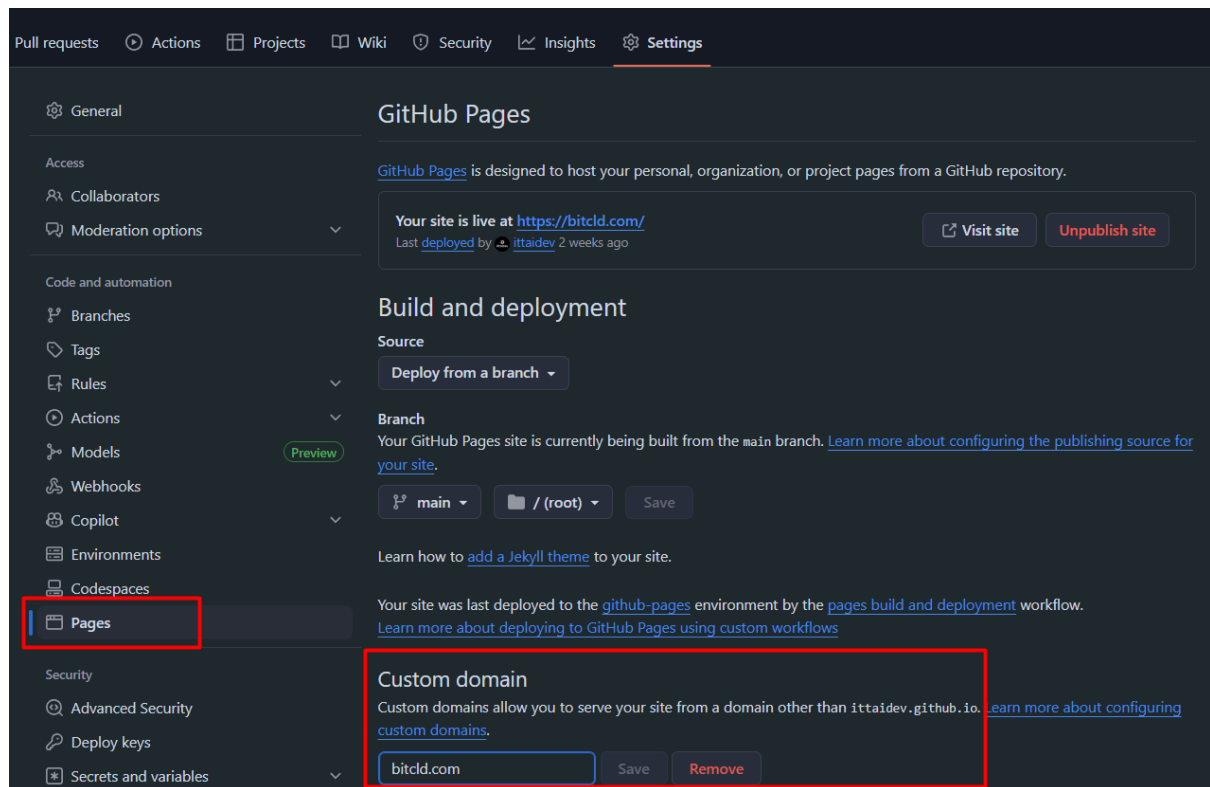 Pull requests Actions Projects Wiki Security Insights Settings
General
Access
Collaborators
Moderation options
Code and automation
Branches
Tags
Rules
Actions
Models Preview
Webhooks
Copilot
Environments
Codespaces
Pages
Security
Advanced Security
Deploy keys
Secrets and variables
GitHub Pages
GitHub Pages is designed to host your personal, organization, or project pages from a GitHub repository.
Your site is live at https://bitcld.com/
Last deployed by ittaidev 2 weeks ago
Visit site Unpublish site
Build and deployment
Source
Deploy from a branch
Branch
Your GitHub Pages site is currently being built from the main branch. Learn more about configuring the publishing source for
your site.
main / (root) Save
Learn how to add a Jekyll theme to your site.
Your site was last deployed to the github-pages environment by the pages build and deployment workflow.
Learn more about deploying to GitHub Pages using custom workflows
Custom domain
Custom domains allow you to serve your site from a domain other than ittaidev.github.io. Learn more about configuring
custom domains.
bitcld.com Save Remove